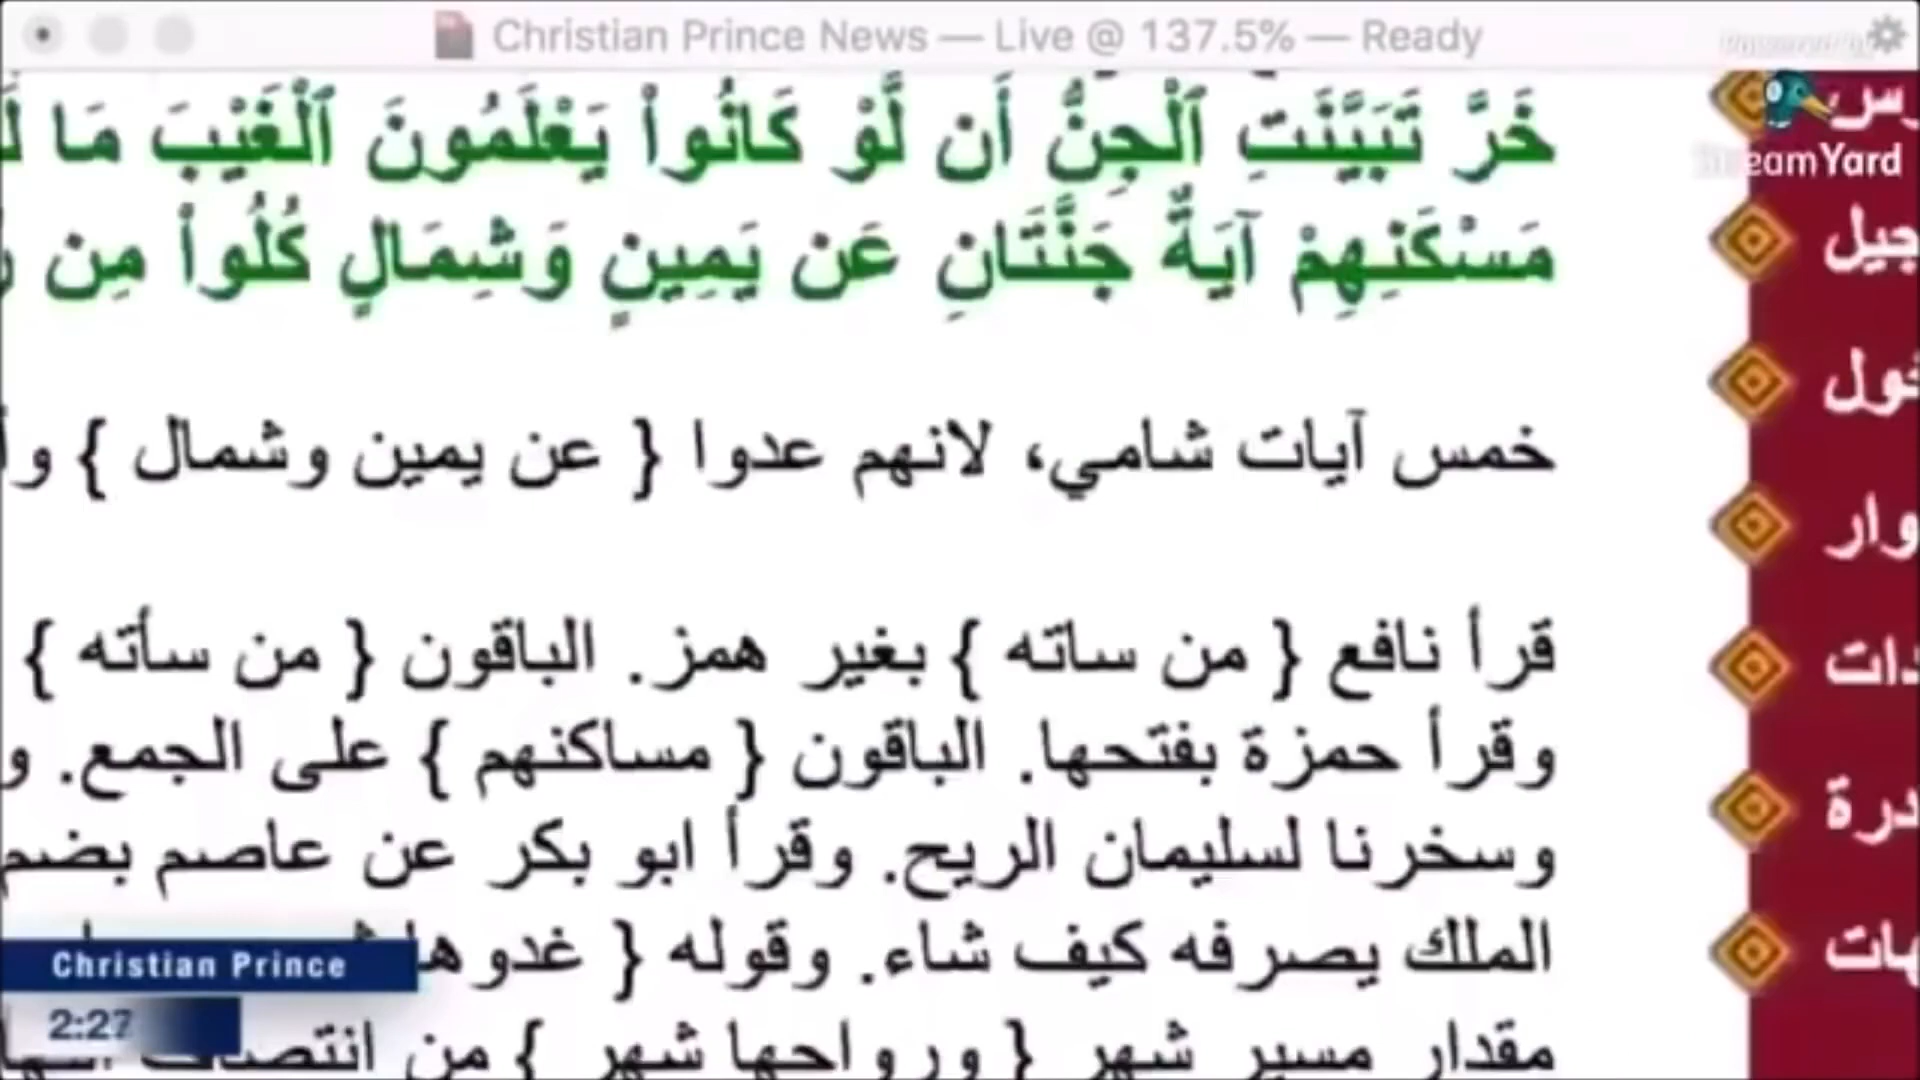 Christian Prince News — Live @ 137.5% — Ready
Powered by
StreamYard
خَرَّ تَبَيَّنَتِ ٱلْجِنُّ أَن لَّوْ كَانُواْ يَعْلَمُونَ ٱلْغَيْبَ مَا
مَسْكَنِهِمْ آيَةٌ جَنَّتَانِ عَن يَمِينٍ وَشِمَالٍ كُلُواْ مِن
خمس آيات شامي، لانهم عدوا { عن يمين وشمال }
قرأ نافع { من ساته } بغير همز. الباقون { من سأته }
وقرأ حمزة بفتحها. الباقون { مساكنهم } على الجمع. و
وسخرنا لسليمان الريح. وقرأ ابو بكر عن عاصم بضم
الملك يصرفه كيف شاء. وقوله { غدوها
مقدار مسير شهر { ورواحها شهر } من
Christian Prince
2:27